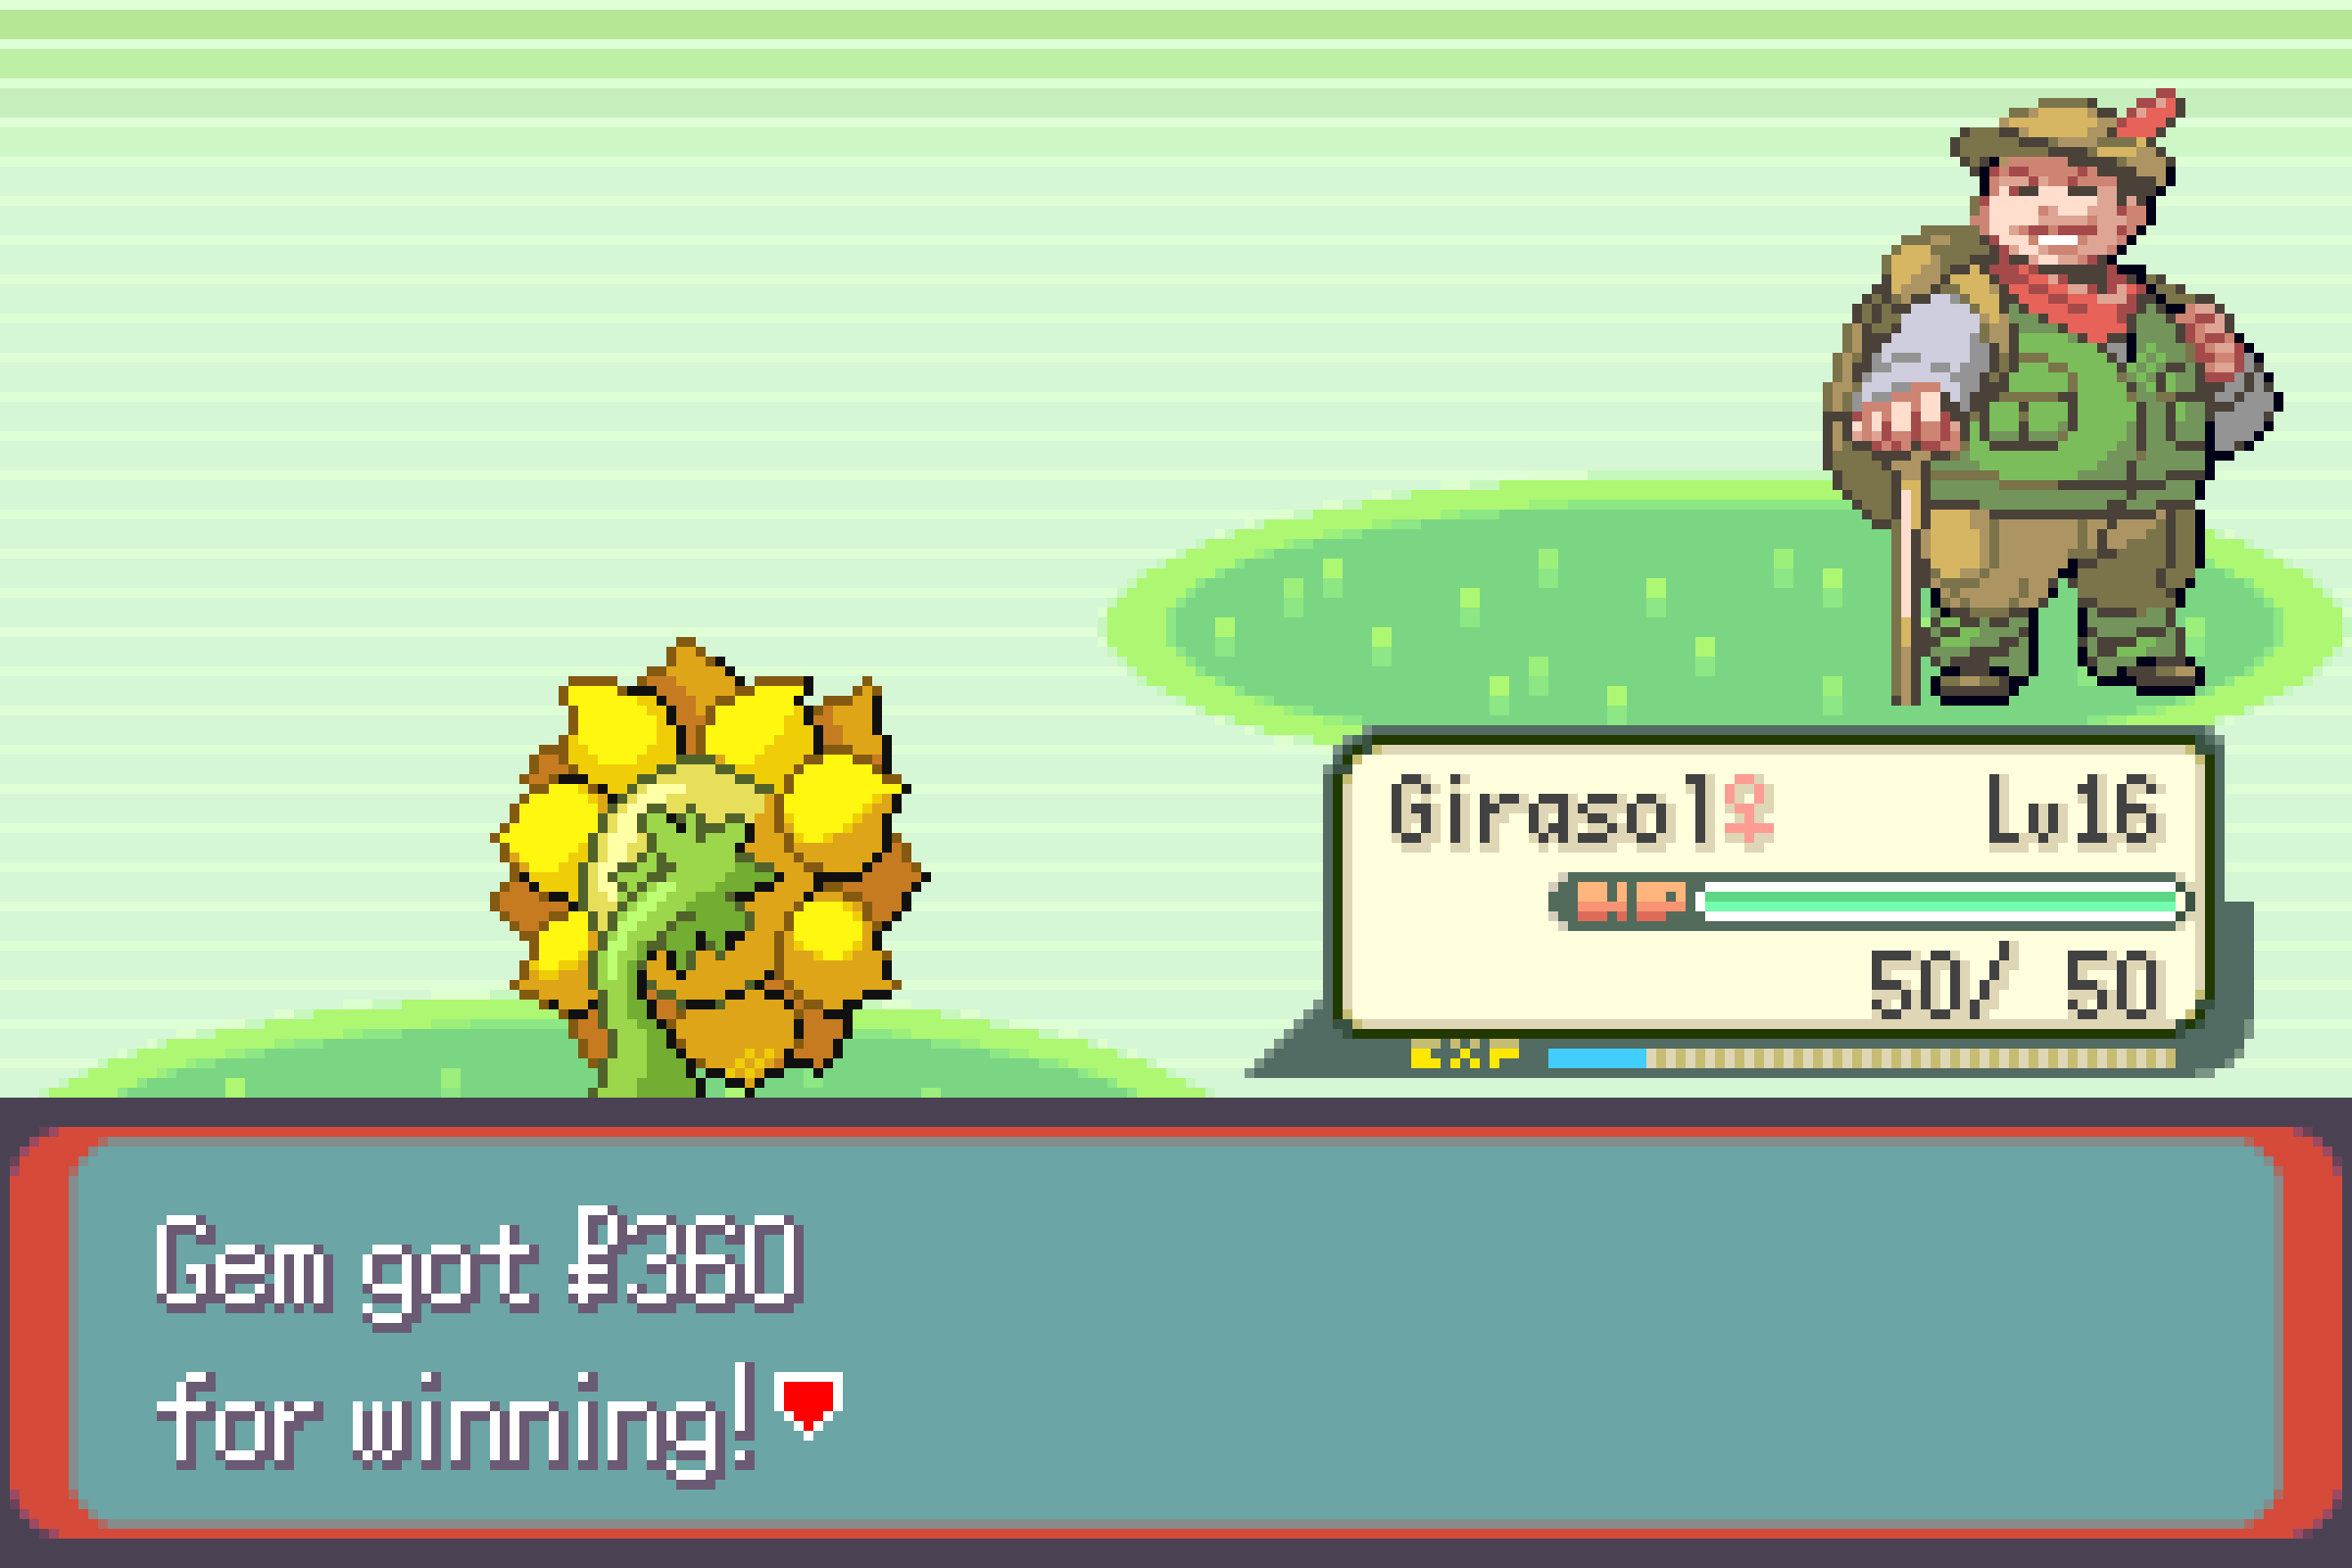 Girasol♀ Lv16
HP
50/ 50
EXP
Gem got ₽360
for winning!♥